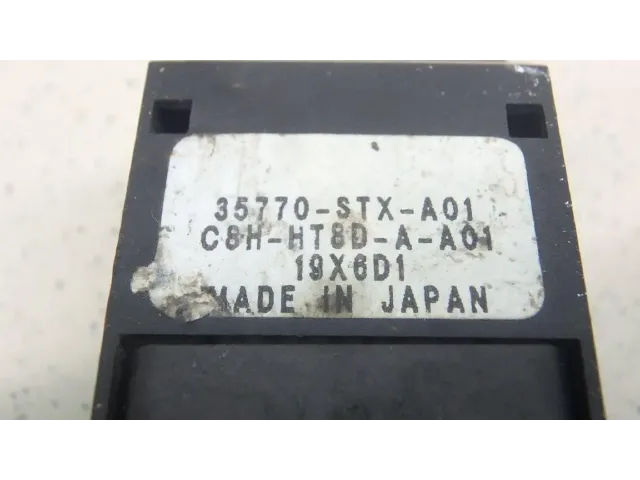 35770-STX-A01
C8H-HT8D-A-A01
19X6D1
MADE IN JAPAN